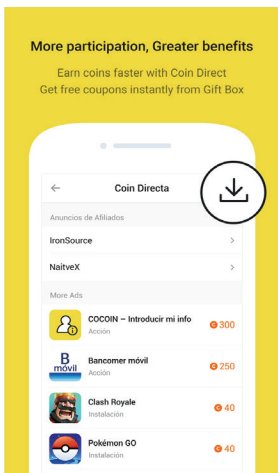 More participation, Greater benefits
Earn coins faster with Coin Direct
Get free coupons instantly from Gift Box
Coin Directa
Anuncios de Afiliados
IronSource
NaitveX
More Ads
COCOIN – Introducir mi info
Acción
300
B
móvil
Bancomer móvil
Acción
250
Clash Royale
Instalación
40
Pokémon GO
Instalación
40